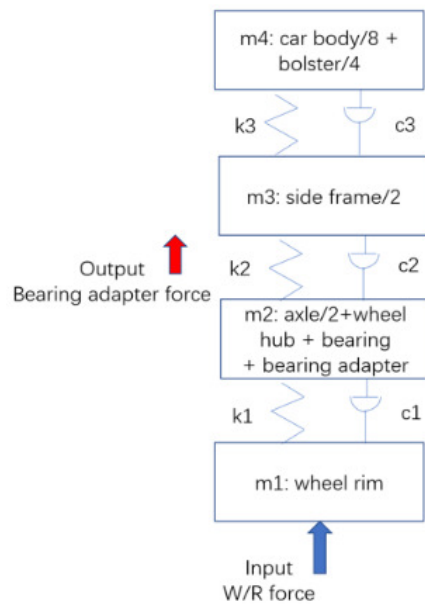 m4: car body/8 +
bolster/4
k3
c3
m3: side frame/2
Output
Bearing adapter force
k2
c2
m2: axle/2+wheel
hub + bearing
+ bearing adapter
k1
c1
m1: wheel rim
Input
W/R force